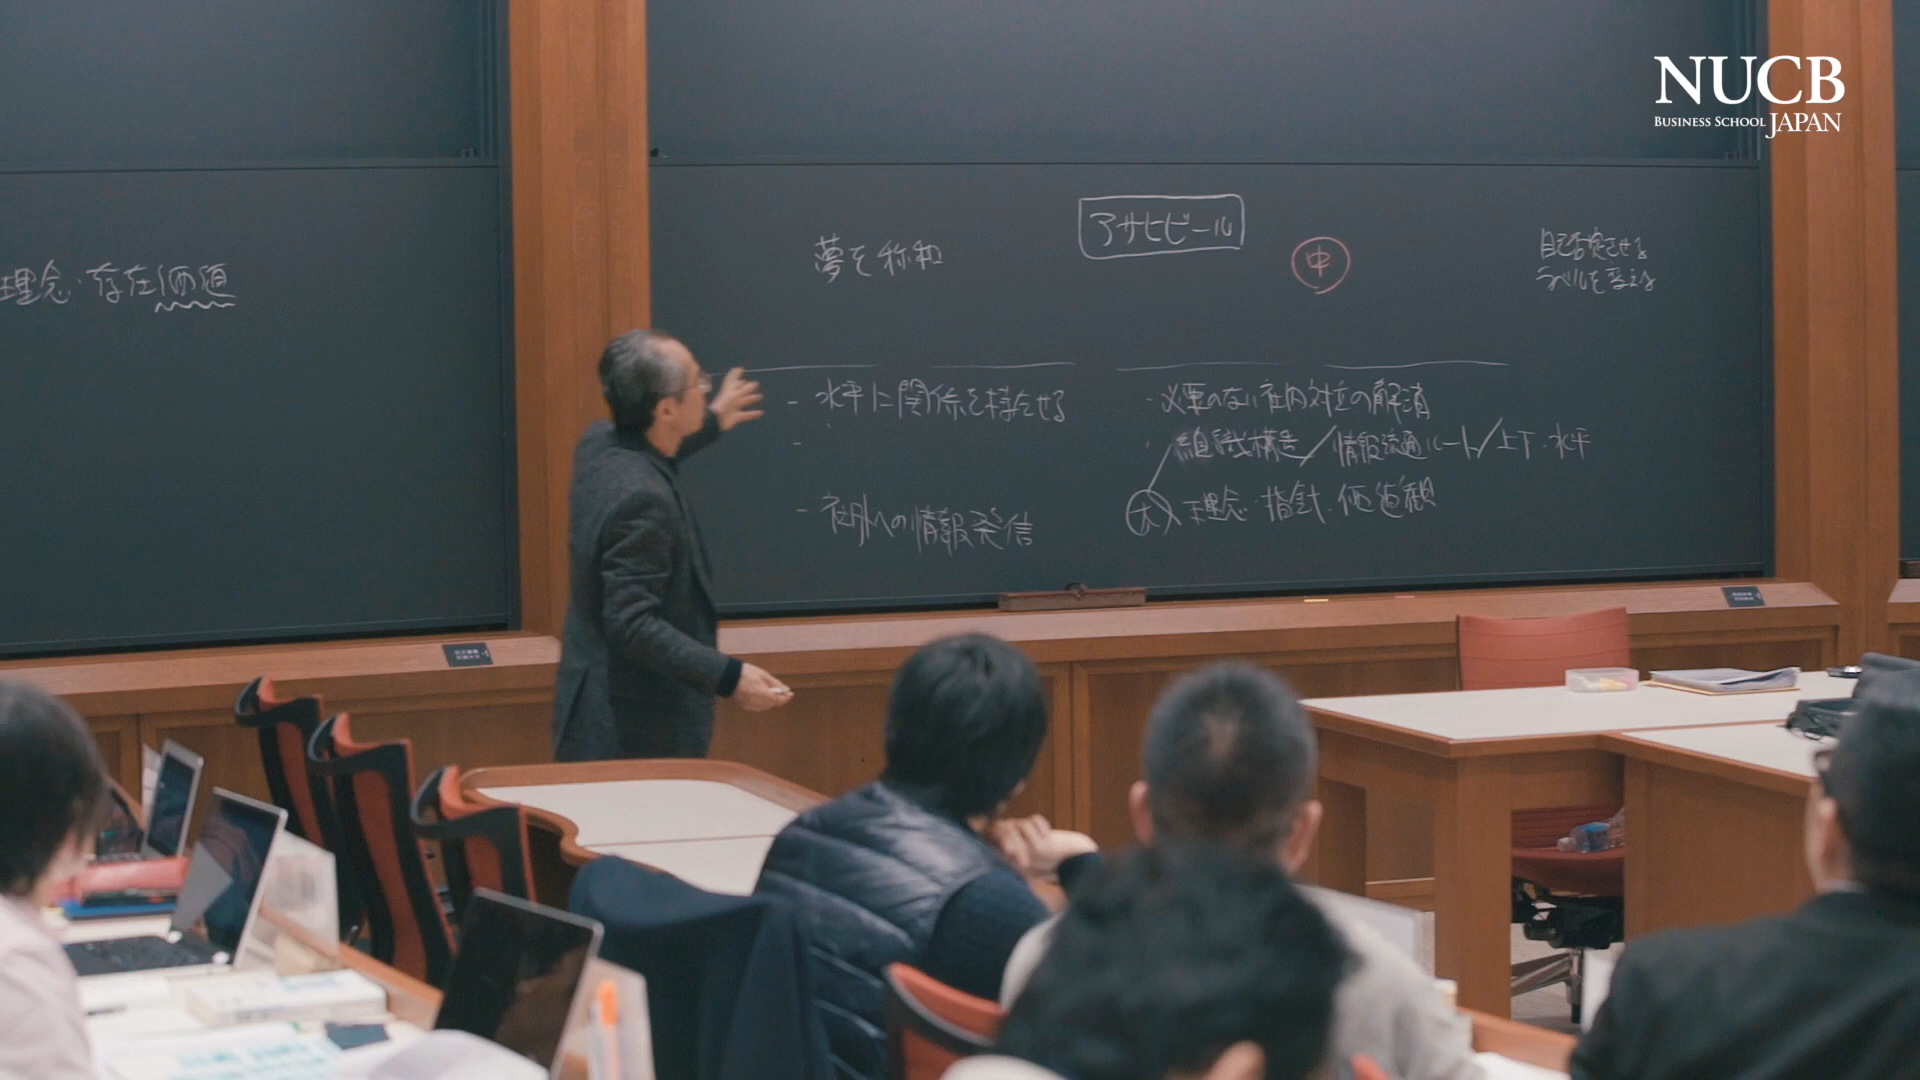 NUCB
BUSINESS SCHOOL JAPAN
理念・存在価値
夢を
アサヒビール
中
自己否定させる
ラベルを変える
- 水平に関係を持たせる
-
- 社外への情報発信
・必要のない社内対立の解消
・組織構造/情報流通ルート/上下・水平
大 理念・指針・価値観